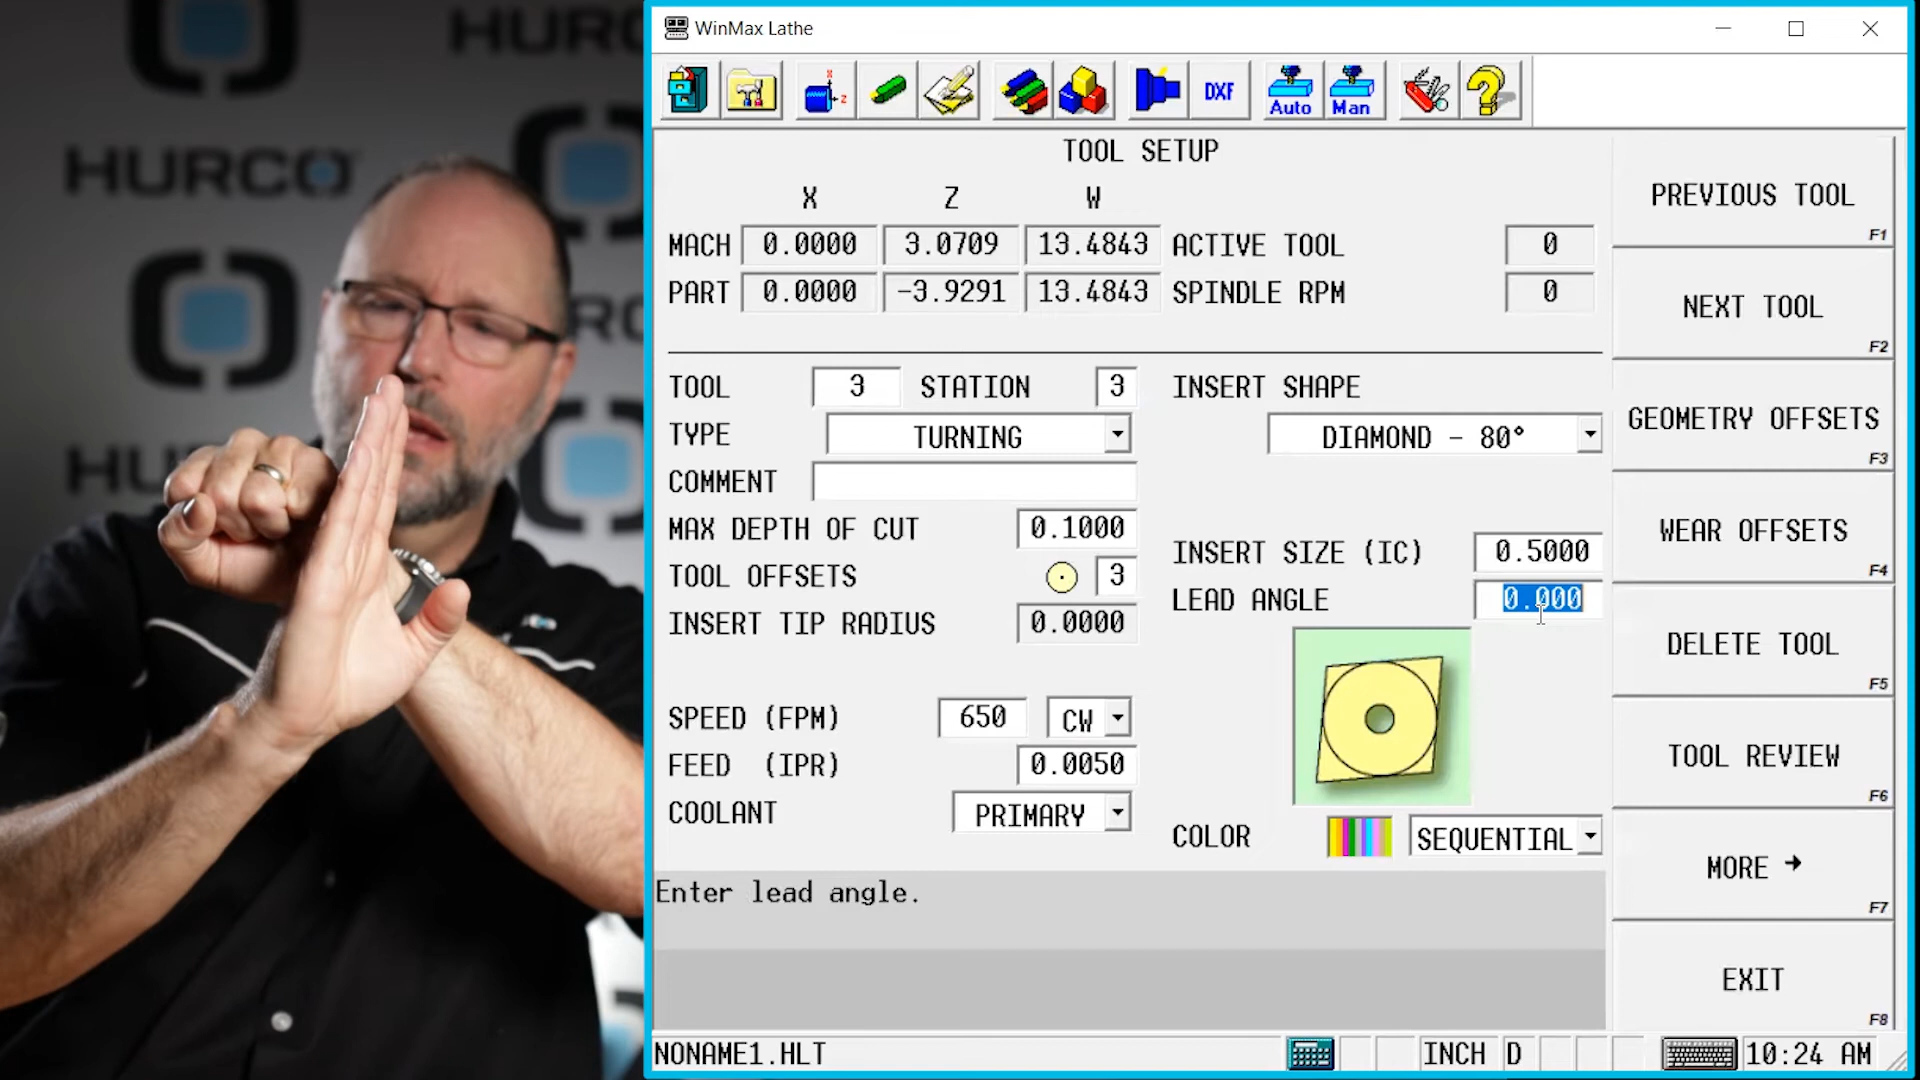 HURCO
HURC
WinMax Lathe
DXF
Auto
Man
TOOL SETUP
X Z W
MACH 0.0000 3.0709 13.4843 ACTIVE TOOL 0
PART 0.0000 -3.9291 13.4843 SPINDLE RPM 0
TOOL 3 STATION 3 INSERT SHAPE
TYPE TURNING DIAMOND - 80°
COMMENT
MAX DEPTH OF CUT 0.1000
INSERT SIZE (IC) 0.5000
TOOL OFFSETS 3
LEAD ANGLE 0.000
INSERT TIP RADIUS 0.0000
SPEED (FPM) 650 CW
FEED (IPR) 0.0050
COOLANT PRIMARY
COLOR SEQUENTIAL
Enter lead angle.
PREVIOUS TOOL F1
NEXT TOOL F2
GEOMETRY OFFSETS F3
WEAR OFFSETS F4
DELETE TOOL F5
TOOL REVIEW F6
MORE → F7
EXIT F8
NONAME1.HLT INCH D 10:24 AM